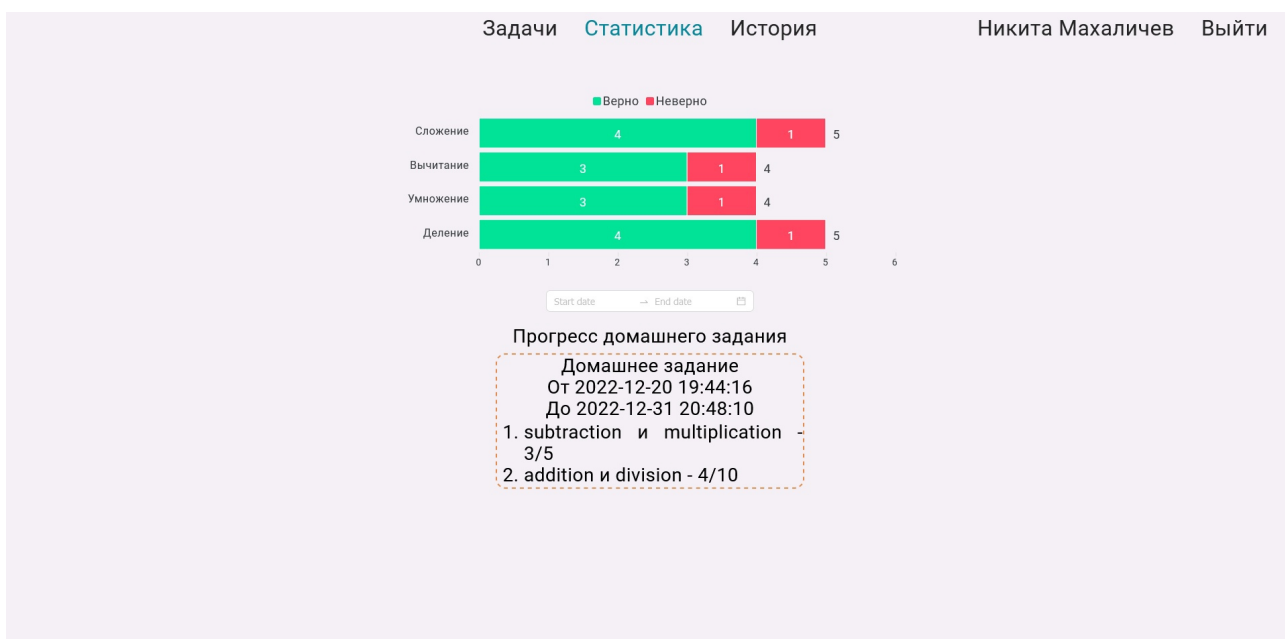 Задачи Статистика История Никита Махаличев Выйти
Верно Неверно
Сложение 4 1 5
Вычитание 3 1 4
Умножение 3 1 4
Деление 4 1 5
0 1 2 3 4 5 6
Start date → End date
Прогресс домашнего задания
Домашнее задание
От 2022-12-20 19:44:16
До 2022-12-31 20:48:10
1. subtraction и multiplication -
3/5
2. addition и division - 4/10